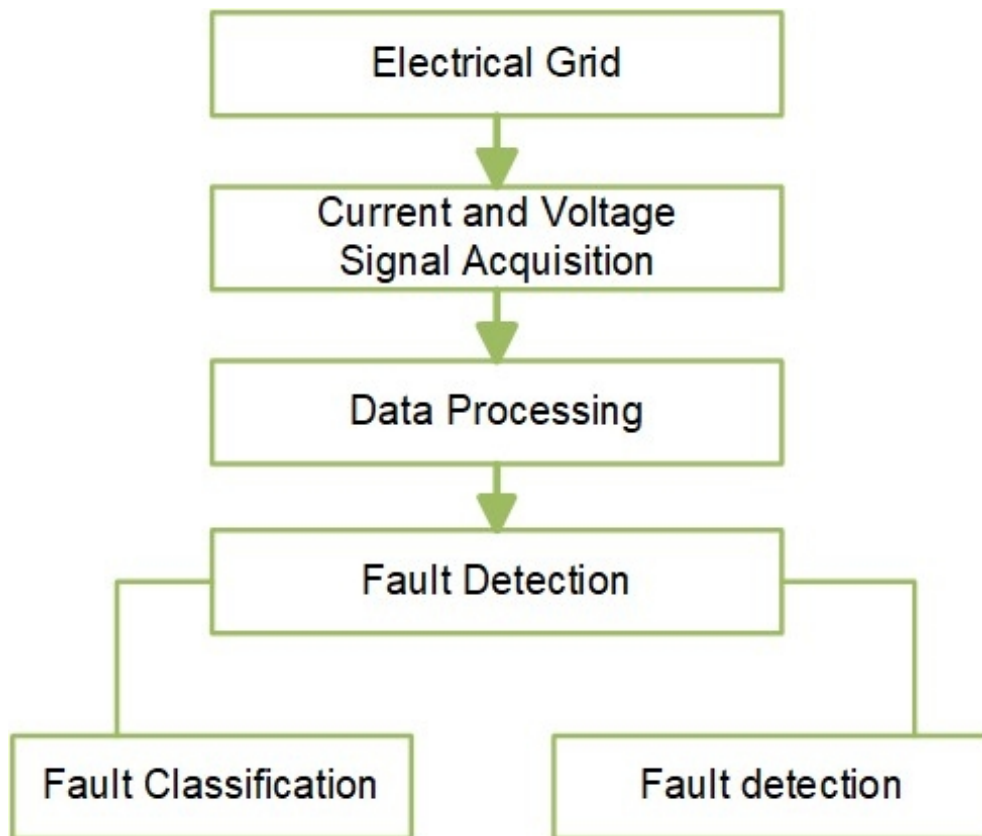 Electrical Grid
Current and Voltage
Signal Acquisition
Data Processing
Fault Detection
Fault Classification
Fault detection